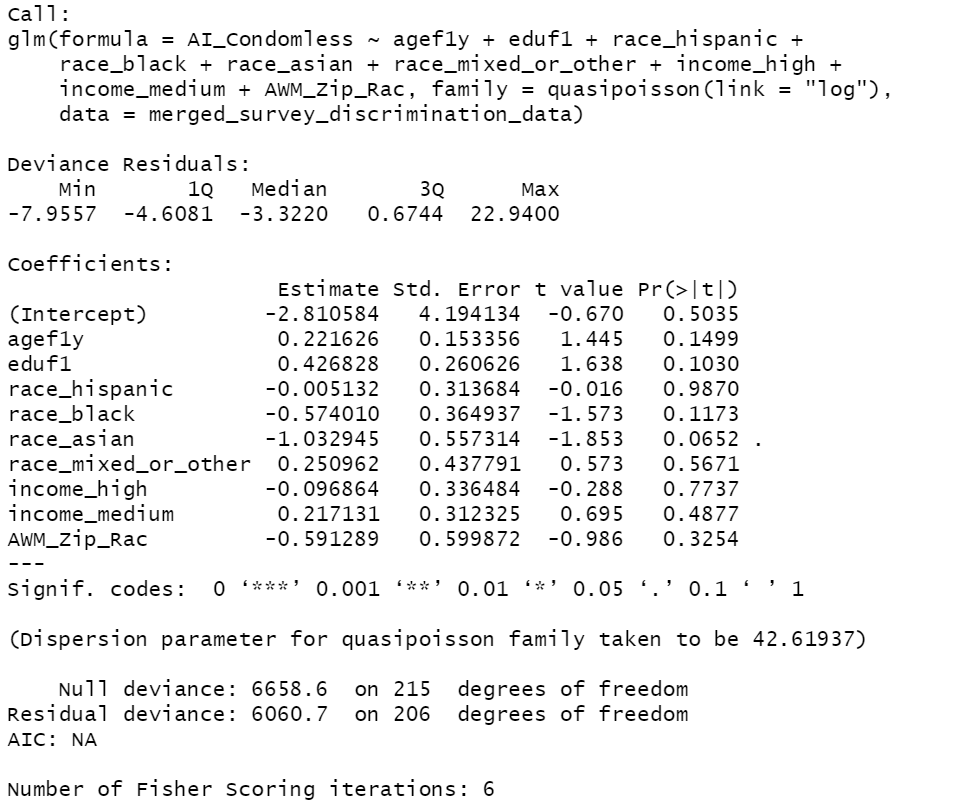 Call:
glm(formula = AI_Condomless ~ agef1y + eduf1 + race_hispanic +
    race_black + race_asian + race_mixed_or_other + income_high +
    income_medium + AWM_Zip_Rac, family = quasipoisson(link = "log"),
    data = merged_survey_discrimination_data)

Deviance Residuals:
    Min       1Q   Median       3Q      Max
-7.9557  -4.6081  -3.3220   0.6744  22.9400

Coefficients:
                     Estimate Std. Error t value Pr(>|t|)
(Intercept)         -2.810584   4.194134  -0.670   0.5035
agef1y               0.221626   0.153356   1.445   0.1499
eduf1                0.426828   0.260626   1.638   0.1030
race_hispanic       -0.005132   0.313684  -0.016   0.9870
race_black          -0.574010   0.364937  -1.573   0.1173
race_asian          -1.032945   0.557314  -1.853   0.0652 .
race_mixed_or_other  0.250962   0.437791   0.573   0.5671
income_high         -0.096864   0.336484  -0.288   0.7737
income_medium        0.217131   0.312325   0.695   0.4877
AWM_Zip_Rac         -0.591289   0.599872  -0.986   0.3254
---
Signif. codes:  0 ‘***’ 0.001 ‘**’ 0.01 ‘*’ 0.05 ‘.’ 0.1 ‘ ’ 1

(Dispersion parameter for quasipoisson family taken to be 42.61937)

    Null deviance: 6658.6  on 215  degrees of freedom
Residual deviance: 6060.7  on 206  degrees of freedom
AIC: NA

Number of Fisher Scoring iterations: 6